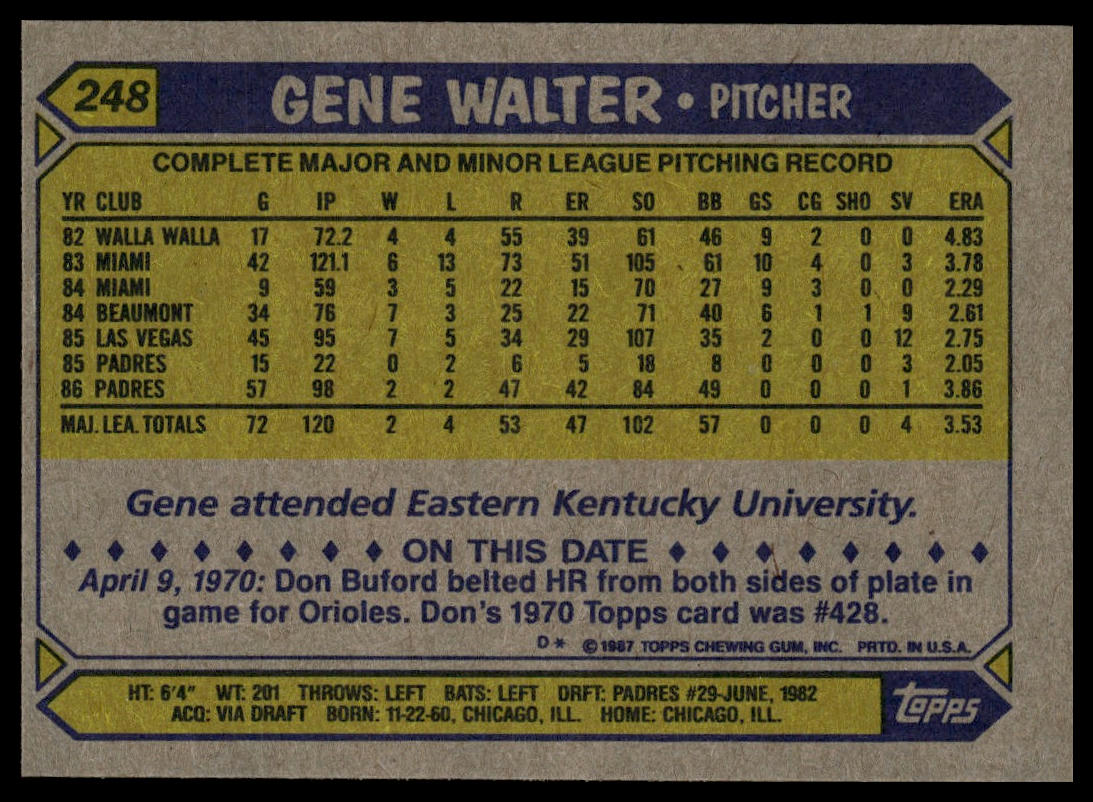 248 GENE WALTER • PITCHER
COMPLETE MAJOR AND MINOR LEAGUE PITCHING RECORD
YR CLUB G IP W L R ER SO BB GS CG SHO SV ERA
82 WALLA WALLA 17 72.2 4 4 55 39 61 46 9 2 0 0 4.83
83 MIAMI 42 121.1 6 13 73 51 105 61 10 4 0 3 3.78
84 MIAMI 9 59 3 5 22 15 70 27 9 3 0 0 2.29
84 BEAUMONT 34 76 7 3 25 22 71 40 6 1 1 9 2.61
85 LAS VEGAS 45 95 7 5 34 29 107 35 2 0 0 12 2.75
85 PADRES 15 22 0 2 6 5 18 8 0 0 0 3 2.05
86 PADRES 57 98 2 2 47 42 84 49 0 0 0 1 3.86
MAJ. LEA. TOTALS 72 120 2 4 53 47 102 57 0 0 0 4 3.53
Gene attended Eastern Kentucky University.
ON THIS DATE
April 9, 1970: Don Buford belted HR from both sides of plate in
game for Orioles. Don's 1970 Topps card was #428.
D* ©1987 TOPPS CHEWING GUM, INC. PRTD. IN U.S.A.
HT: 6'4" WT: 201 THROWS: LEFT BATS: LEFT DRFT: PADRES #29-JUNE, 1982
ACQ: VIA DRAFT BORN: 11-22-60, CHICAGO, ILL. HOME: CHICAGO, ILL.
topps